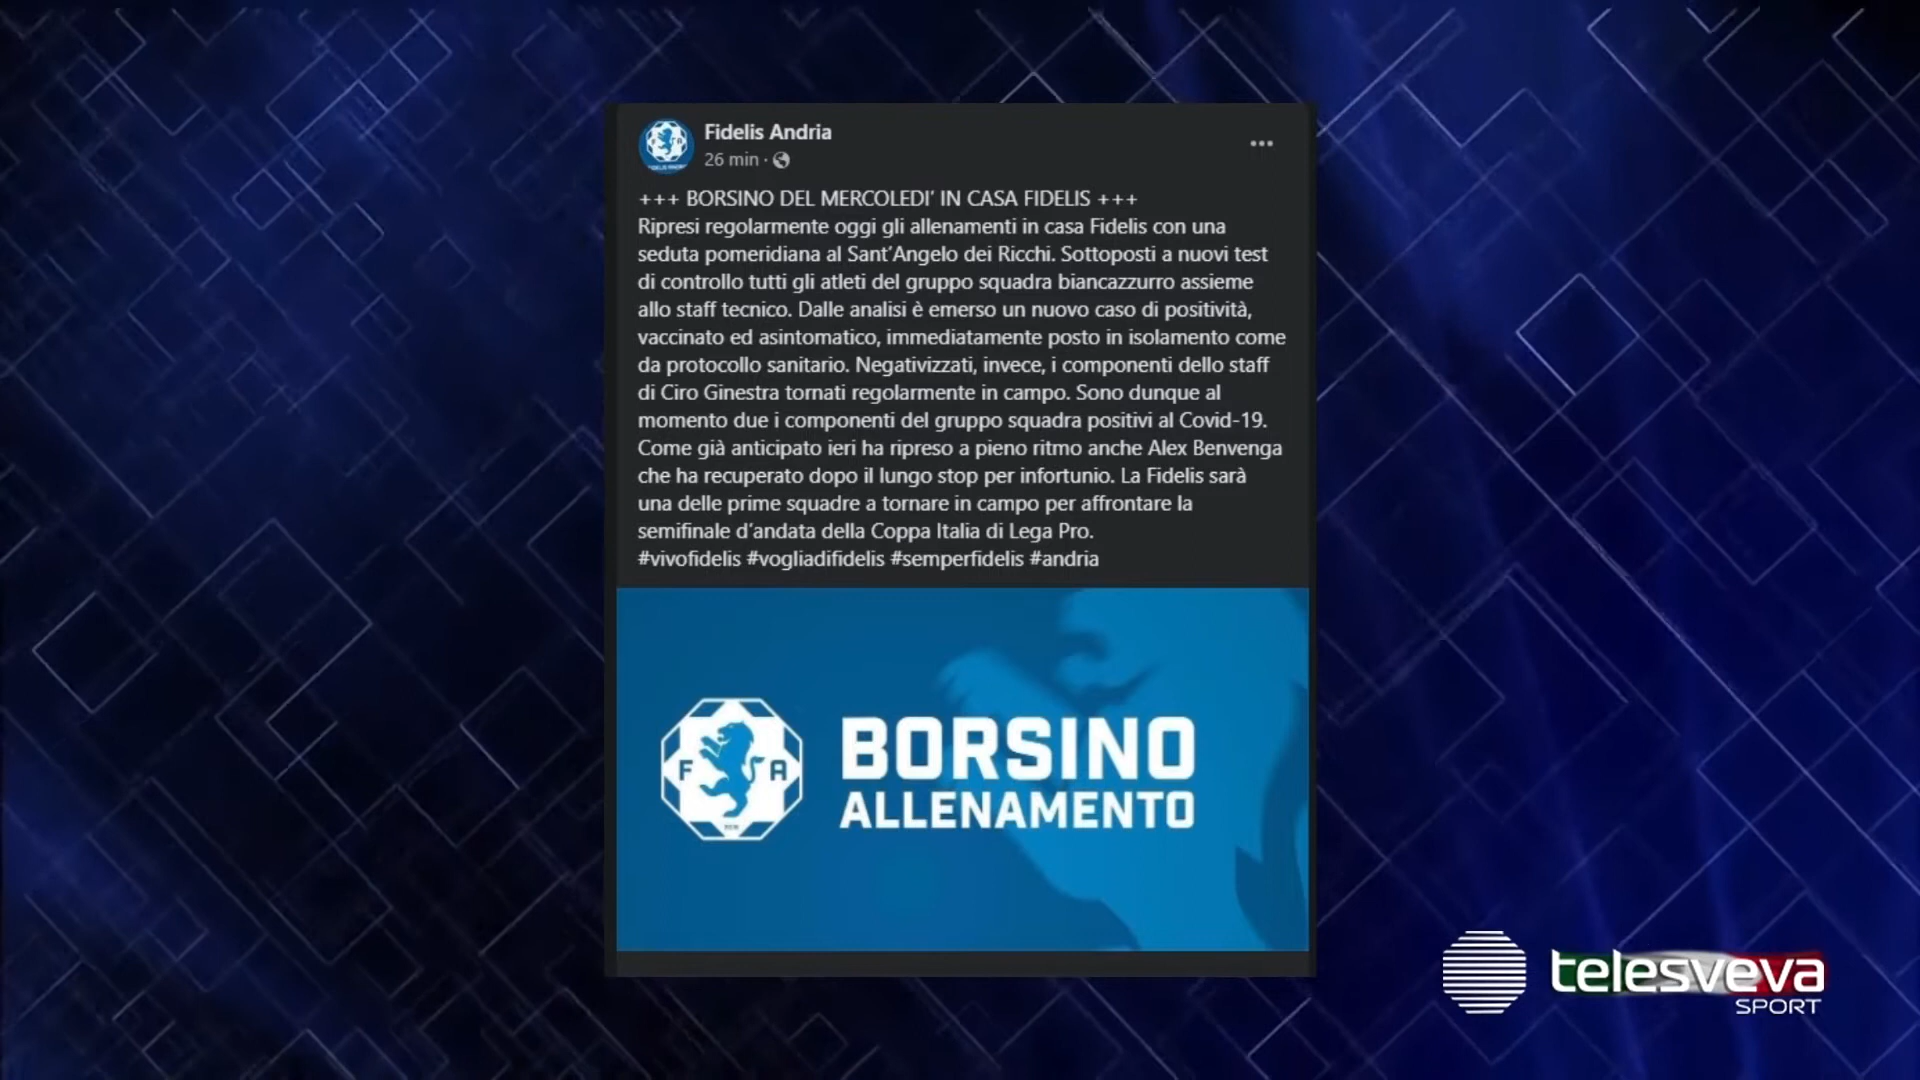 Fidelis Andria
26 min ·
+++ BORSINO DEL MERCOLEDI’ IN CASA FIDELIS +++
Ripresi regolarmente oggi gli allenamenti in casa Fidelis con una
seduta pomeridiana al Sant’Angelo dei Ricchi. Sottoposti a nuovi test
di controllo tutti gli atleti del gruppo squadra biancazzurro assieme
allo staff tecnico. Dalle analisi è emerso un nuovo caso di positività,
vaccinato ed asintomatico, immediatamente posto in isolamento come
da protocollo sanitario. Negativizzati, invece, i componenti dello staff
di Ciro Ginestra tornati regolarmente in campo. Sono dunque al
momento due i componenti del gruppo squadra positivi al Covid-19.
Come già anticipato ieri ha ripreso a pieno ritmo anche Alex Benvenga
che ha recuperato dopo il lungo stop per infortunio. La Fidelis sarà
una delle prime squadre a tornare in campo per affrontare la
semifinale d’andata della Coppa Italia di Lega Pro.
#vivofidelis #vogliadifidelis #semperfidelis #andria
F A
BORSINO
ALLENAMENTO
telesveva
SPORT